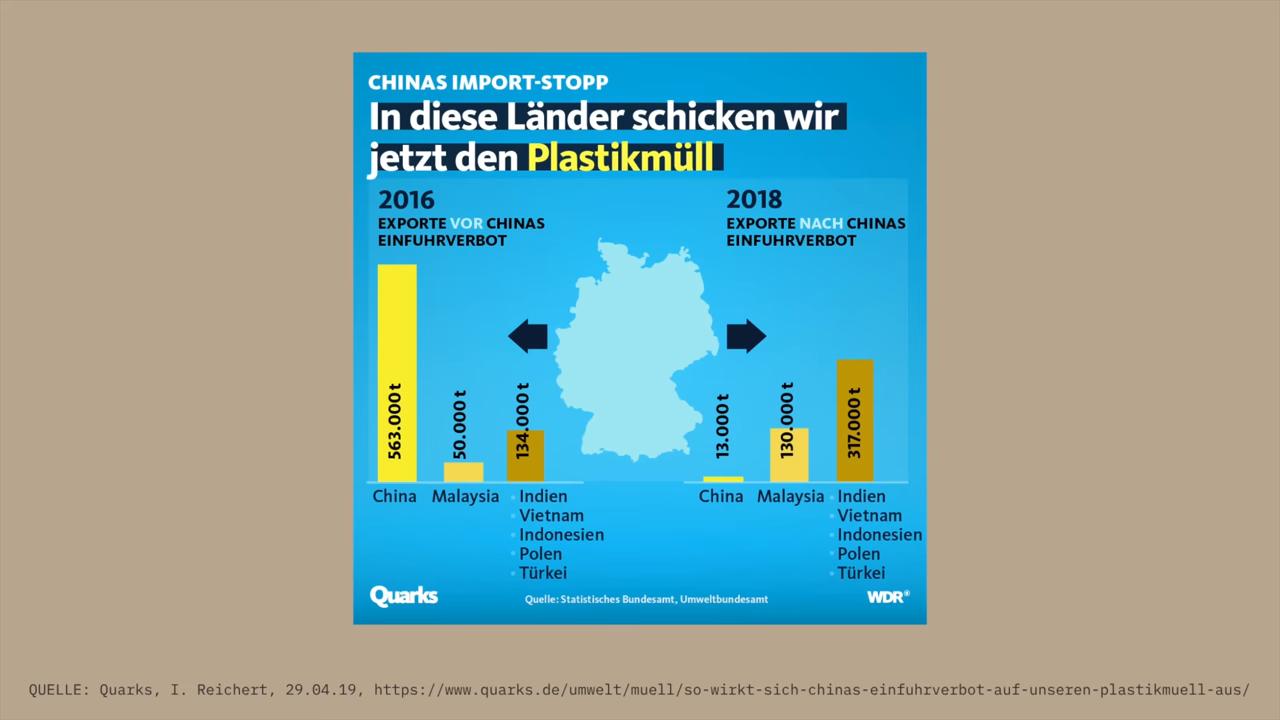 CHINAS IMPORT-STOPP
In diese Länder schicken wir
jetzt den Plastikmüll
2016
EXPORTE VOR CHINAS
EINFUHRVERBOT
2018
EXPORTE NACH CHINAS
EINFUHRVERBOT
563.000 t
50.000 t
134.000 t
13.000 t
130.000 t
317.000 t
China
Malaysia
Indien
Vietnam
Indonesien
Polen
Türkei
China
Malaysia
Indien
Vietnam
Indonesien
Polen
Türkei
Quarks
Quelle: Statistisches Bundesamt, Umweltbundesamt
WDR
QUELLE: Quarks, I. Reichert, 29.04.19, https://www.quarks.de/umwelt/muell/so-wirkt-sich-chinas-einfuhrverbot-auf-unseren-plastikmuell-aus/